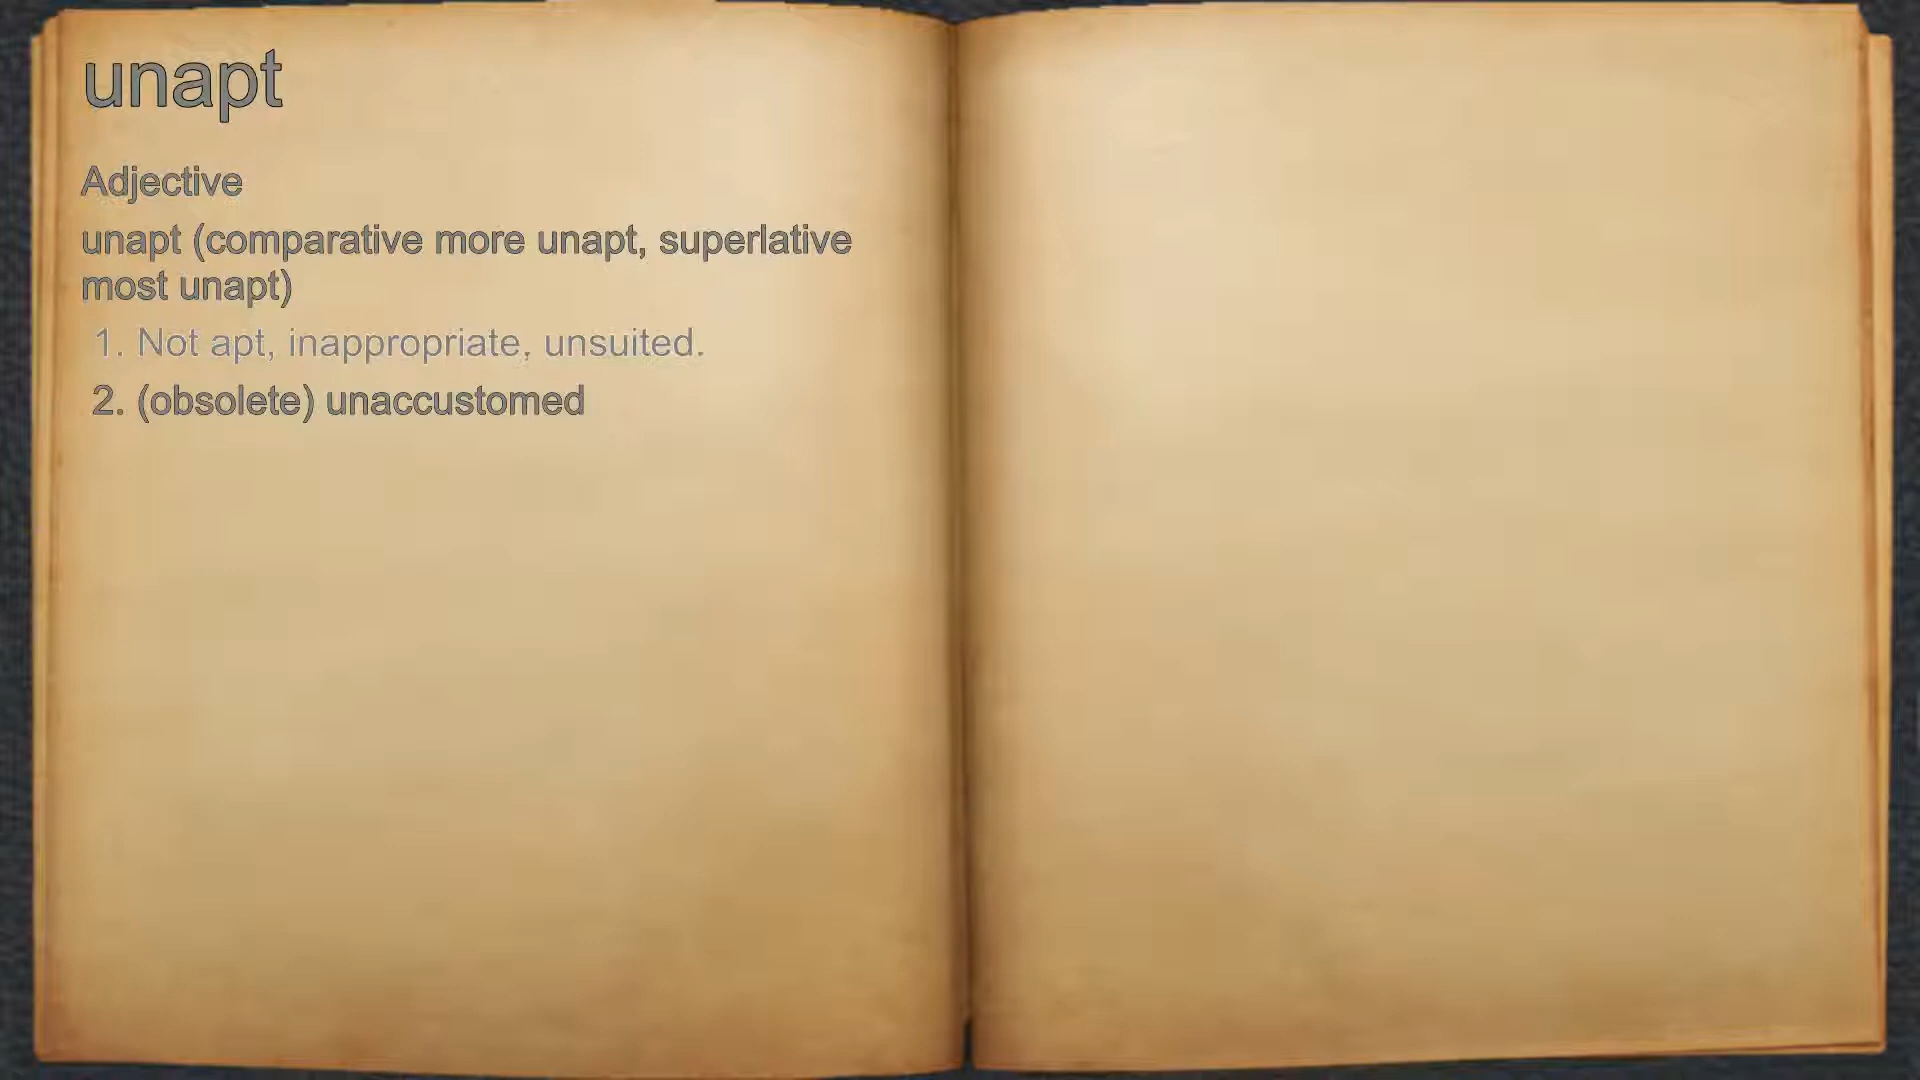 unapt
Adjective
unapt (comparative more unapt, superlative
most unapt)
1. Not apt, inappropriate, unsuited.
2. (obsolete) unaccustomed